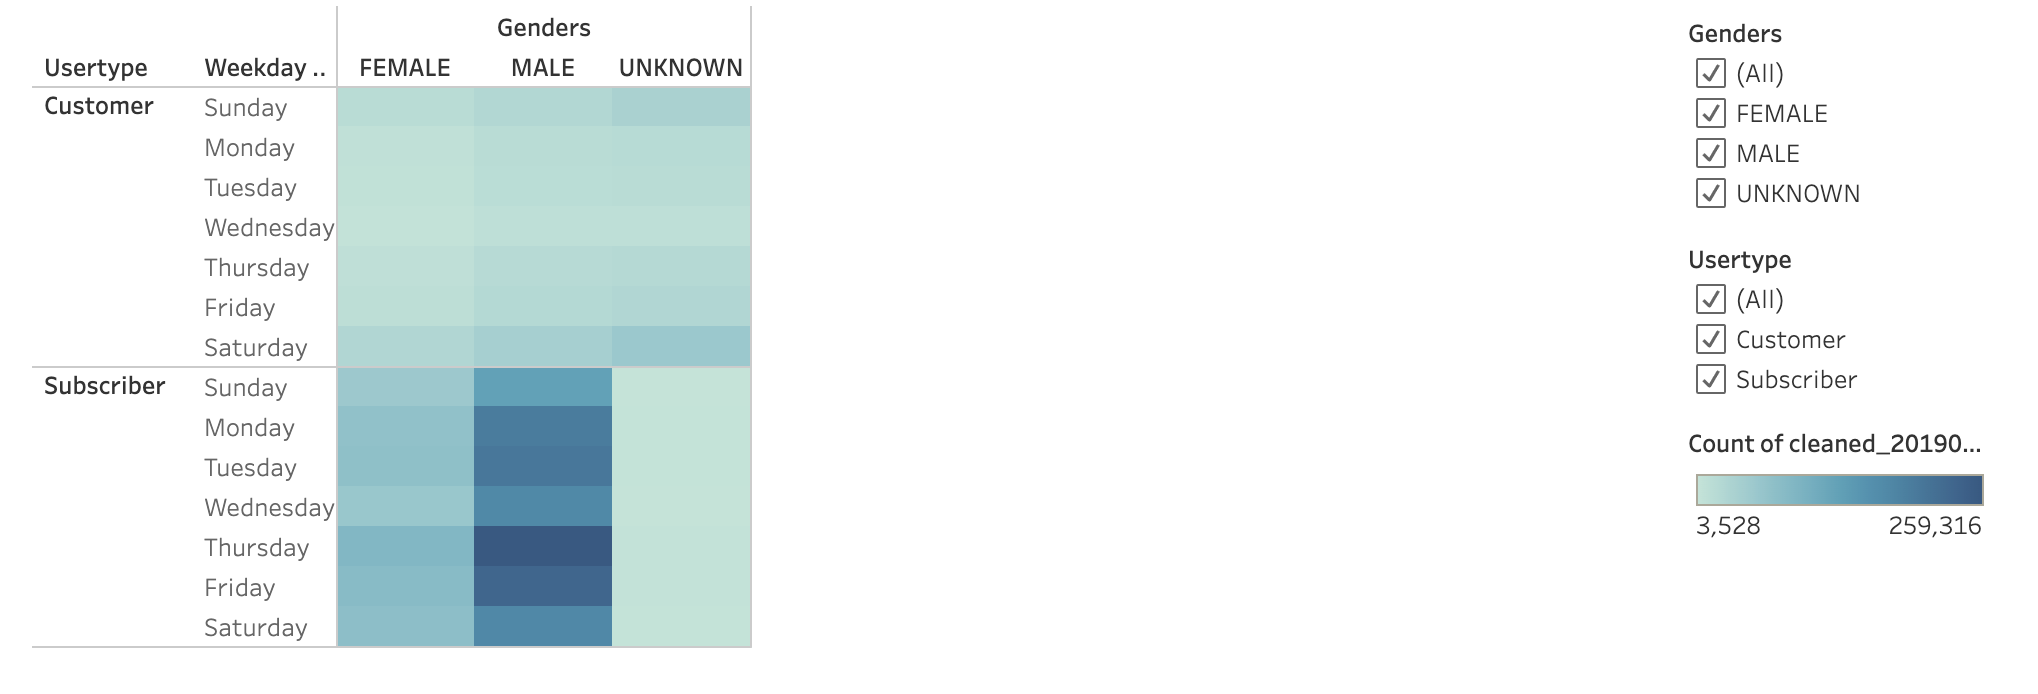 Genders
Usertype Weekday .. FEMALE MALE UNKNOWN
Customer Sunday
Monday
Tuesday
Wednesday
Thursday
Friday
Saturday
Subscriber Sunday
Monday
Tuesday
Wednesday
Thursday
Friday
Saturday
Genders
(All)
FEMALE
MALE
UNKNOWN
Usertype
(All)
Customer
Subscriber
Count of cleaned_20190...
3,528 259,316